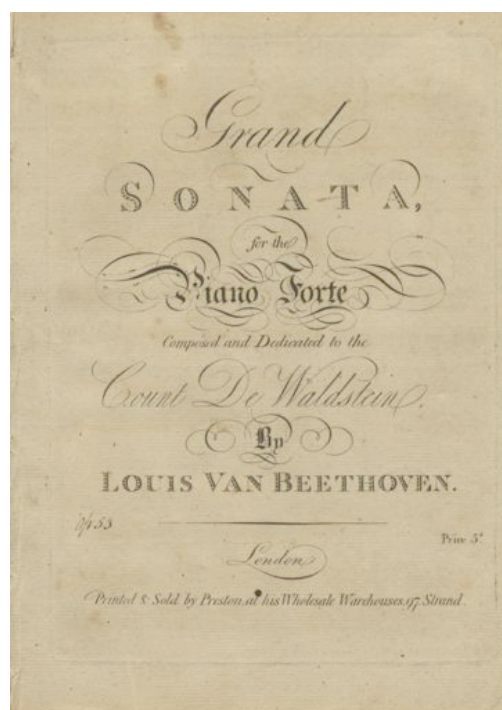 Grand
SONATA,
for the
Piano Forte
Composed and Dedicated to the
Count De Waldstein.
By
LOUIS VAN BEETHOVEN.
Op 53
Price 5.s
London
Printed & Sold by Preston, at his Wholesale Warehouses, 97, Strand.